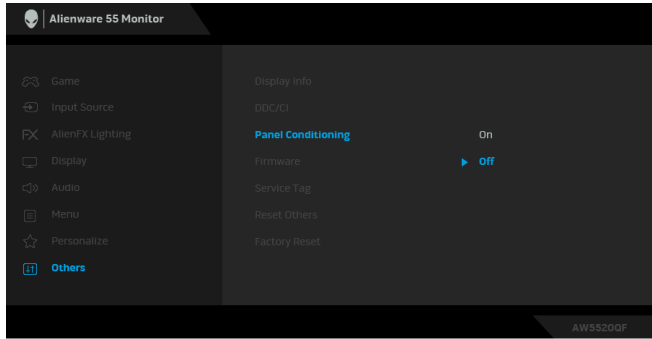 Alienware 55 Monitor
Game
Input Source
FX AlienFX Lighting
Display
Audio
Menu
Personalize
Others
Display Info
DDC/CI
Panel Conditioning On
Firmware Off
Service Tag
Reset Others
Factory Reset
AW5520QF